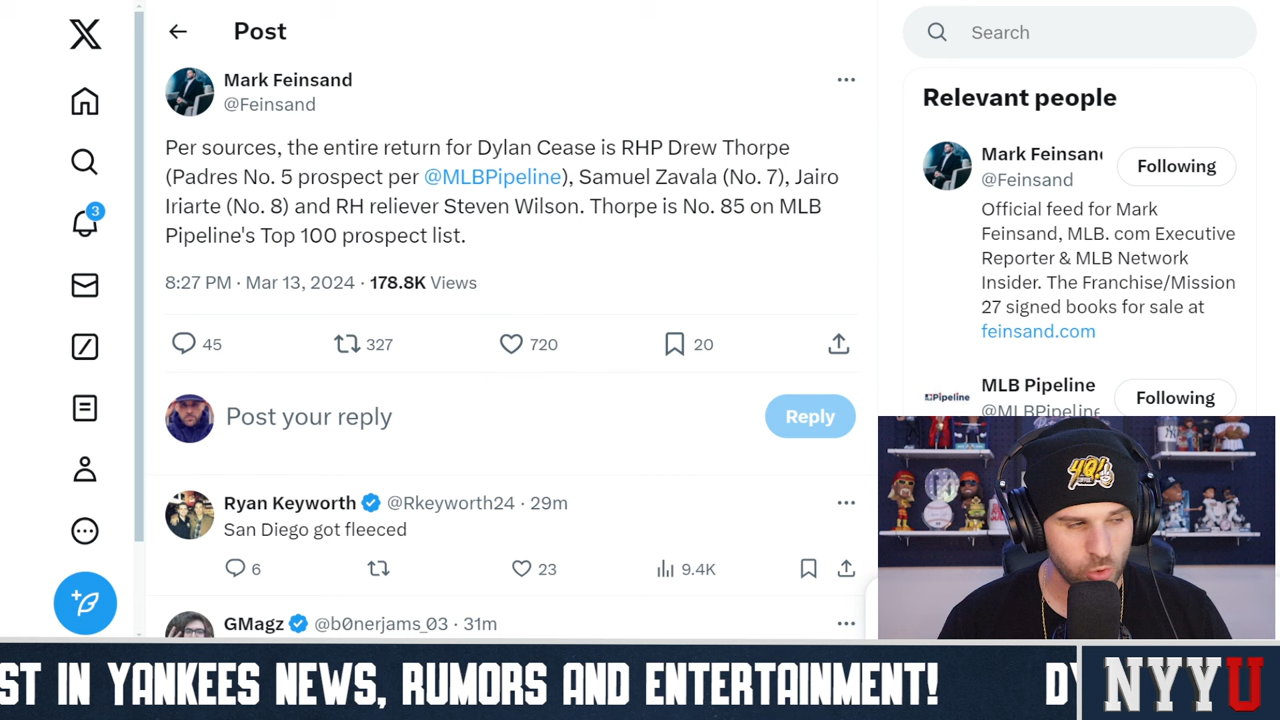 Post
Search
Mark Feinsand
@Feinsand
Per sources, the entire return for Dylan Cease is RHP Drew Thorpe
(Padres No. 5 prospect per @MLBPipeline), Samuel Zavala (No. 7), Jairo
Iriarte (No. 8) and RH reliever Steven Wilson. Thorpe is No. 85 on MLB
Pipeline's Top 100 prospect list.
8:27 PM · Mar 13, 2024 · 178.8K Views
45 327 720 20
Post your reply
Reply
Ryan Keyworth @Rkeyworth24 · 29m
San Diego got fleeced
6 23 9.4K
GMagz @b0nerjams_03 · 31m
3
Relevant people
Mark Feinsan
@Feinsand
Following
Official feed for Mark
Feinsand, MLB. com Executive
Reporter & MLB Network
Insider. The Franchise/Mission
27 signed books for sale at
feinsand.com
Pipeline
MLB Pipeline
@MLBPipeline
Following
4Q!
COFFEE
ST IN YANKEES NEWS, RUMORS AND ENTERTAINMENT! DY
NYYU